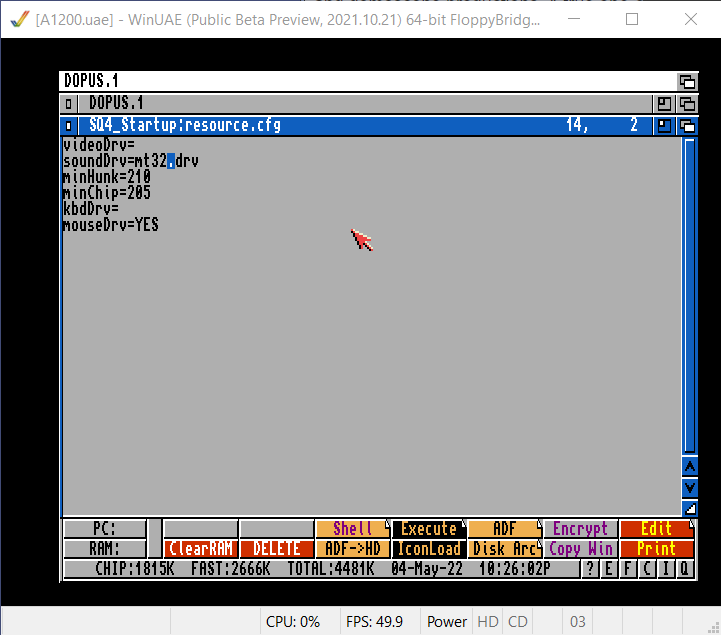 [A1200.uae] - WinUAE (Public Beta Preview, 2021.10.21) 64-bit FloppyBridg...
DOPUS.1
DOPUS.1
SQ4_Startup:resource.cfg 14, 2
videoDrv=
soundDrv=mt32.drv
minHunk=210
minChip=205
kbdDrv=
mouseDrv=YES
PC: Shell Execute ADF Encrypt Edit
RAM: ClearRAM DELETE ADF->HD IconLoad Disk Arc Copy Win Print
CHIP:1815K FAST:2666K TOTAL:4481K 04-May-22 10:26:02P ? E F C I Q
CPU: 0% FPS: 49.9 Power HD CD 03